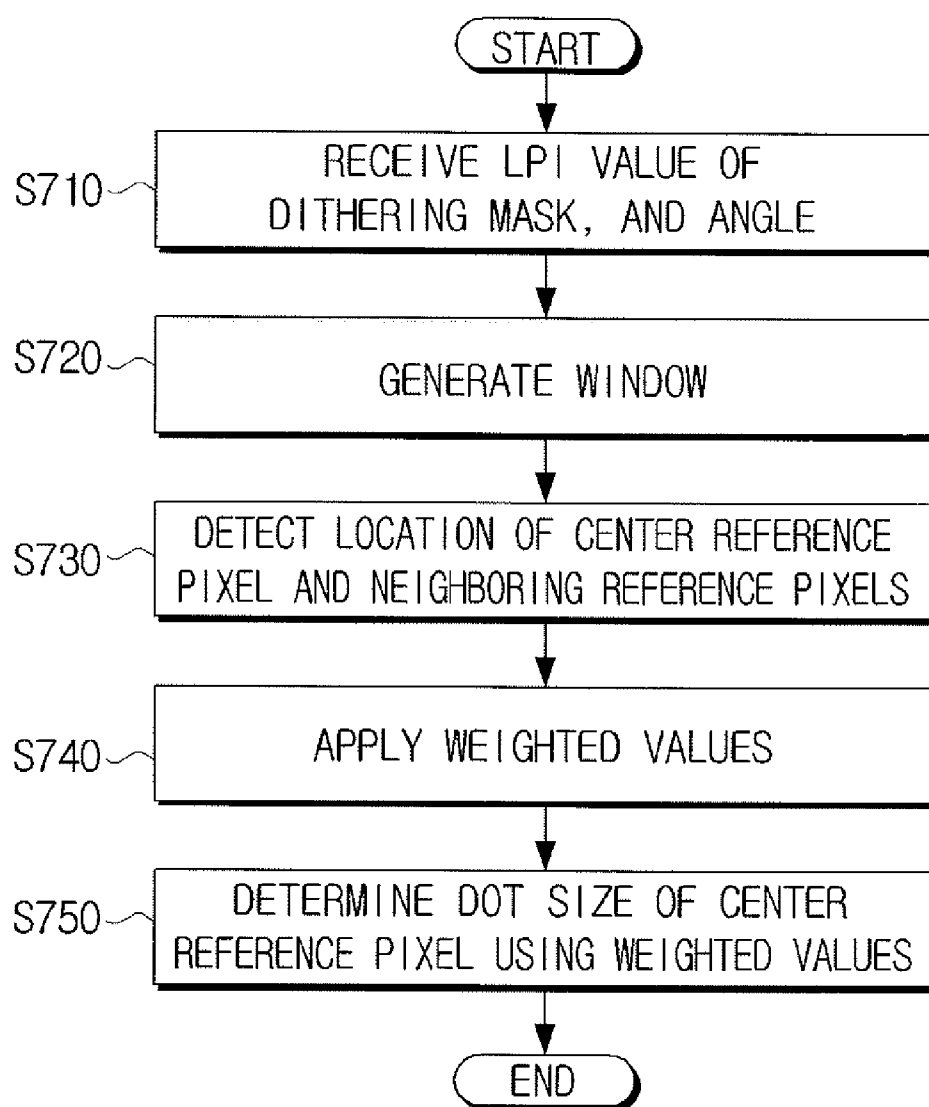 START
S710
RECEIVE LPI VALUE OF
DITHERING MASK, AND ANGLE
S720
GENERATE WINDOW
S730
DETECT LOCATION OF CENTER REFERENCE
PIXEL AND NEIGHBORING REFERENCE PIXELS
S740
APPLY WEIGHTED VALUES
S750
DETERMINE DOT SIZE OF CENTER
REFERENCE PIXEL USING WEIGHTED VALUES
END